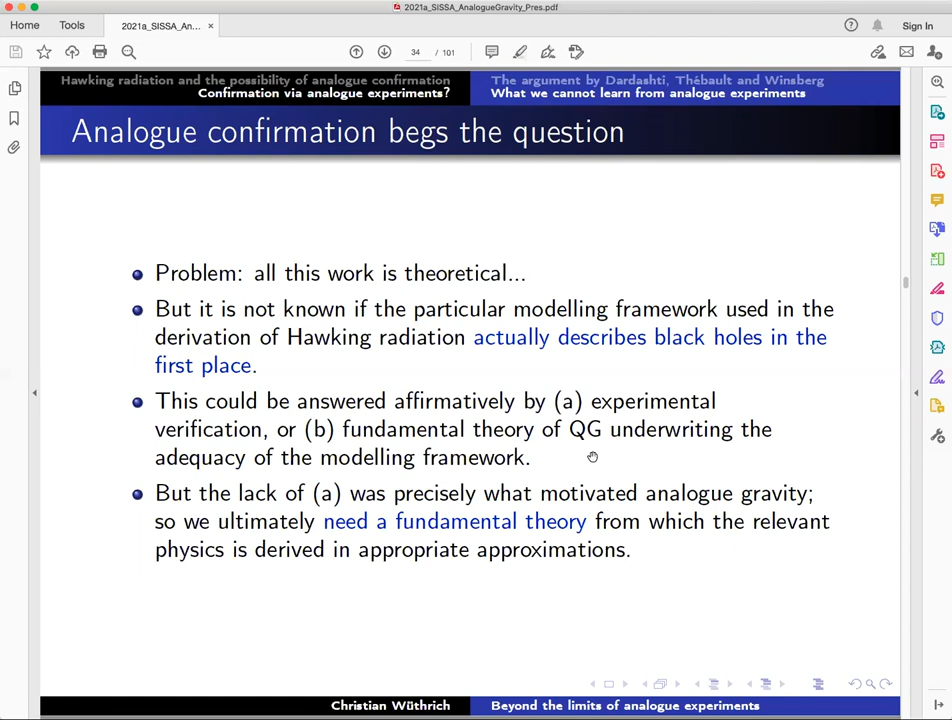 2021a_SISSA_AnalogueGravity_Pres.pdf
Home
Tools
2021a_SISSA_An...
×
Sign In
34 / 101
Hawking radiation and the possibility of analogue confirmation
Confirmation via analogue experiments?
The argument by Dardashti, Thébault and Winsberg
What we cannot learn from analogue experiments
Analogue confirmation begs the question
Problem: all this work is theoretical...
But it is not known if the particular modelling framework used in the
derivation of Hawking radiation actually describes black holes in the
first place.
This could be answered affirmatively by (a) experimental
verification, or (b) fundamental theory of QG underwriting the
adequacy of the modelling framework.
But the lack of (a) was precisely what motivated analogue gravity;
so we ultimately need a fundamental theory from which the relevant
physics is derived in appropriate approximations.
Christian Wüthrich
Beyond the limits of analogue experiments